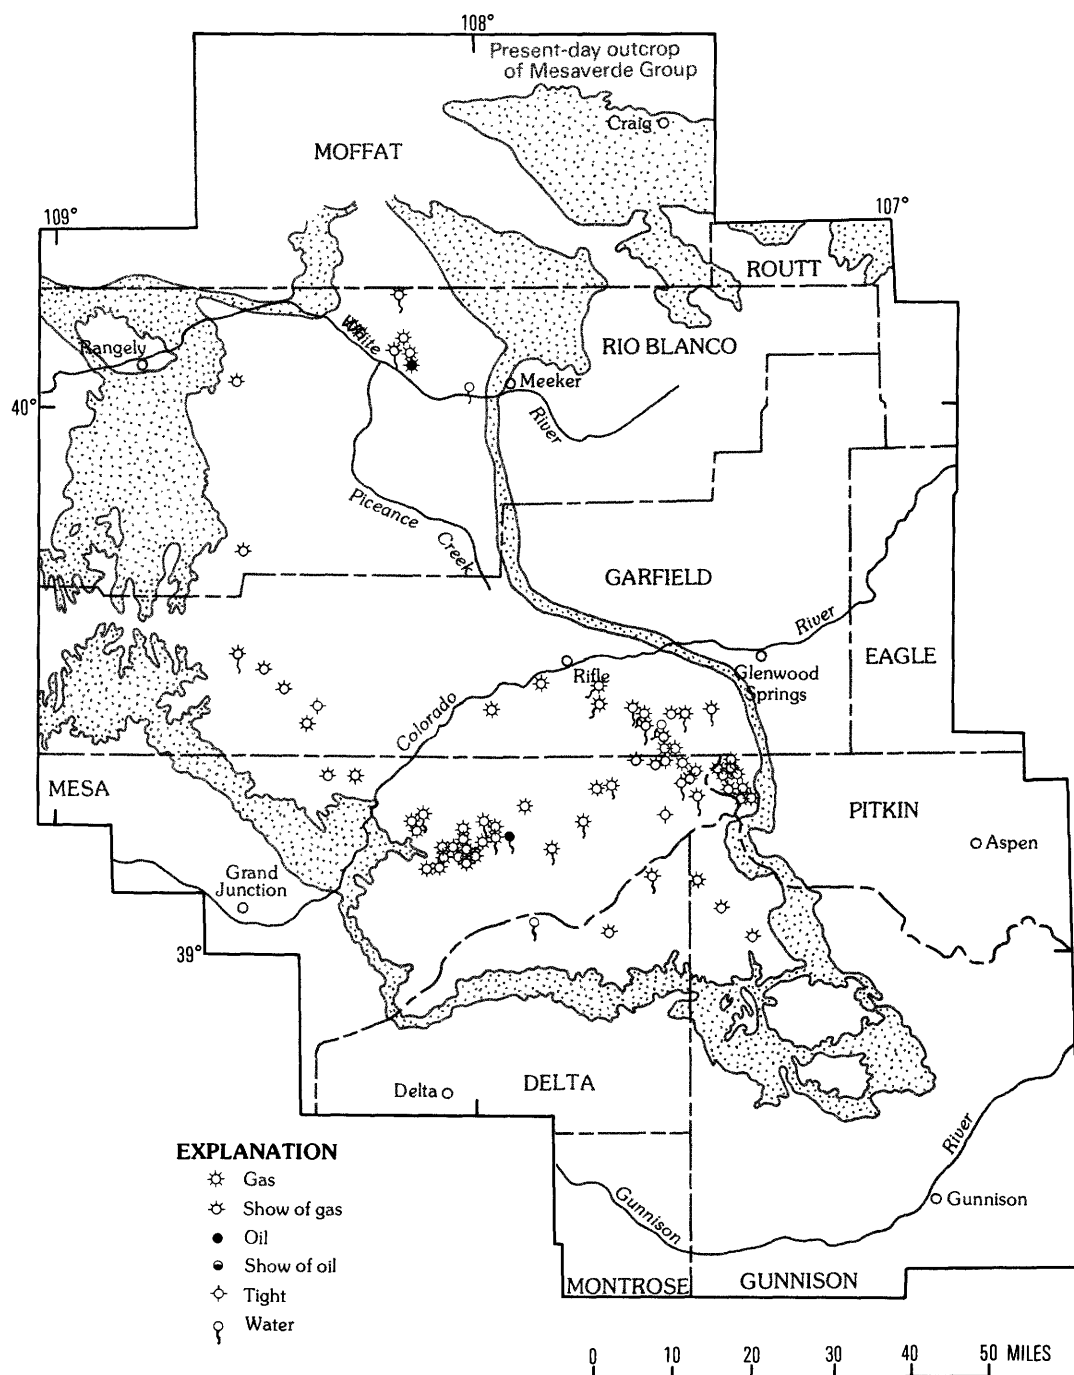 108°
Present-day outcrop
of Mesaverde Group
Craig
MOFFAT
109°
107°
ROUTT
White
Rangely
RIO BLANCO
Meeker
40°
River
Piceance
Creek
GARFIELD
River
EAGLE
Rifle
Glenwood
Springs
Colorado
MESA
PITKIN
Aspen
Grand
Junction
39°
Delta
DELTA
River
EXPLANATION
Gas
Show of gas
Oil
Show of oil
Tight
Water
Gunnison
Gunnison
MONTROSE
GUNNISON
0 10 20 30 40 50 MILES